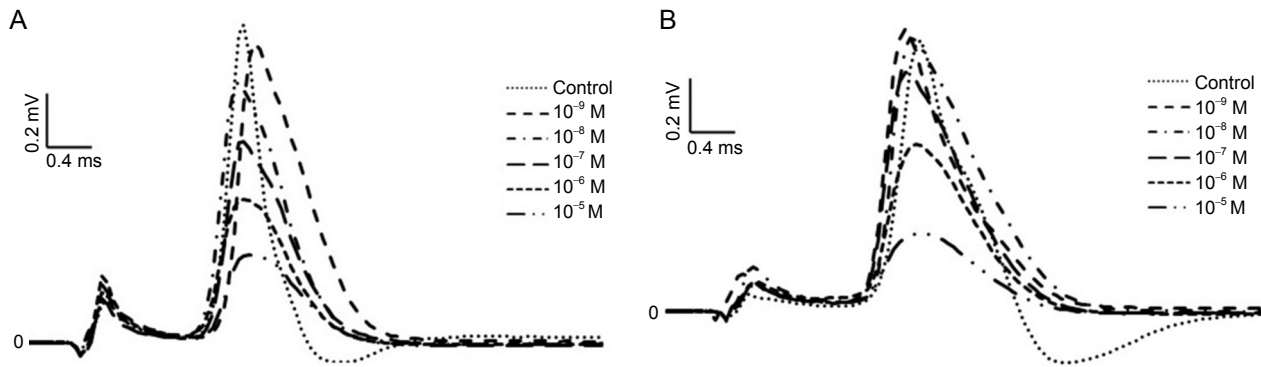 A
0.2 mV
0.4 ms
Control
10⁻⁹ M
10⁻⁸ M
10⁻⁷ M
10⁻⁶ M
10⁻⁵ M
0
B
0.2 mV
0.4 ms
Control
10⁻⁹ M
10⁻⁸ M
10⁻⁷ M
10⁻⁶ M
10⁻⁵ M
0